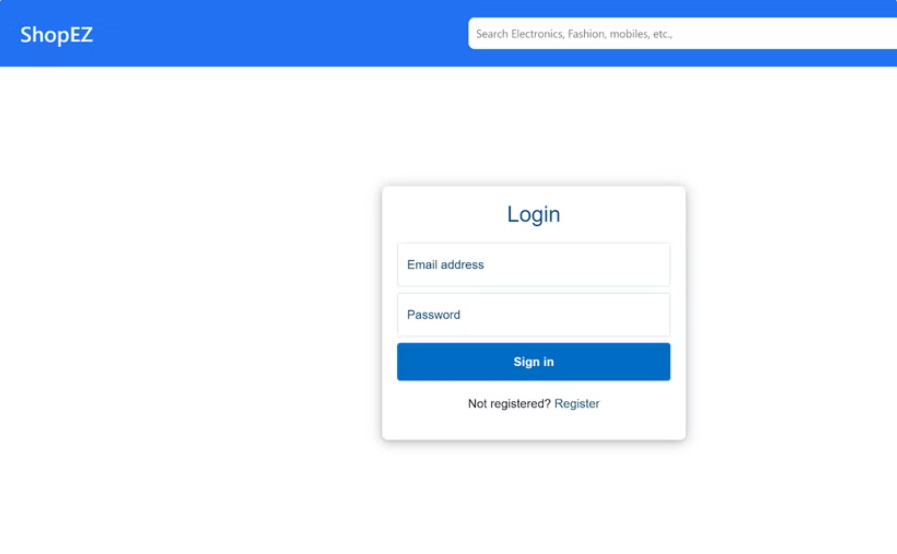 ShopEZ
Search Electronics, Fashion, mobiles, etc.,
Login
Email address
Password
Sign in
Not registered? Register